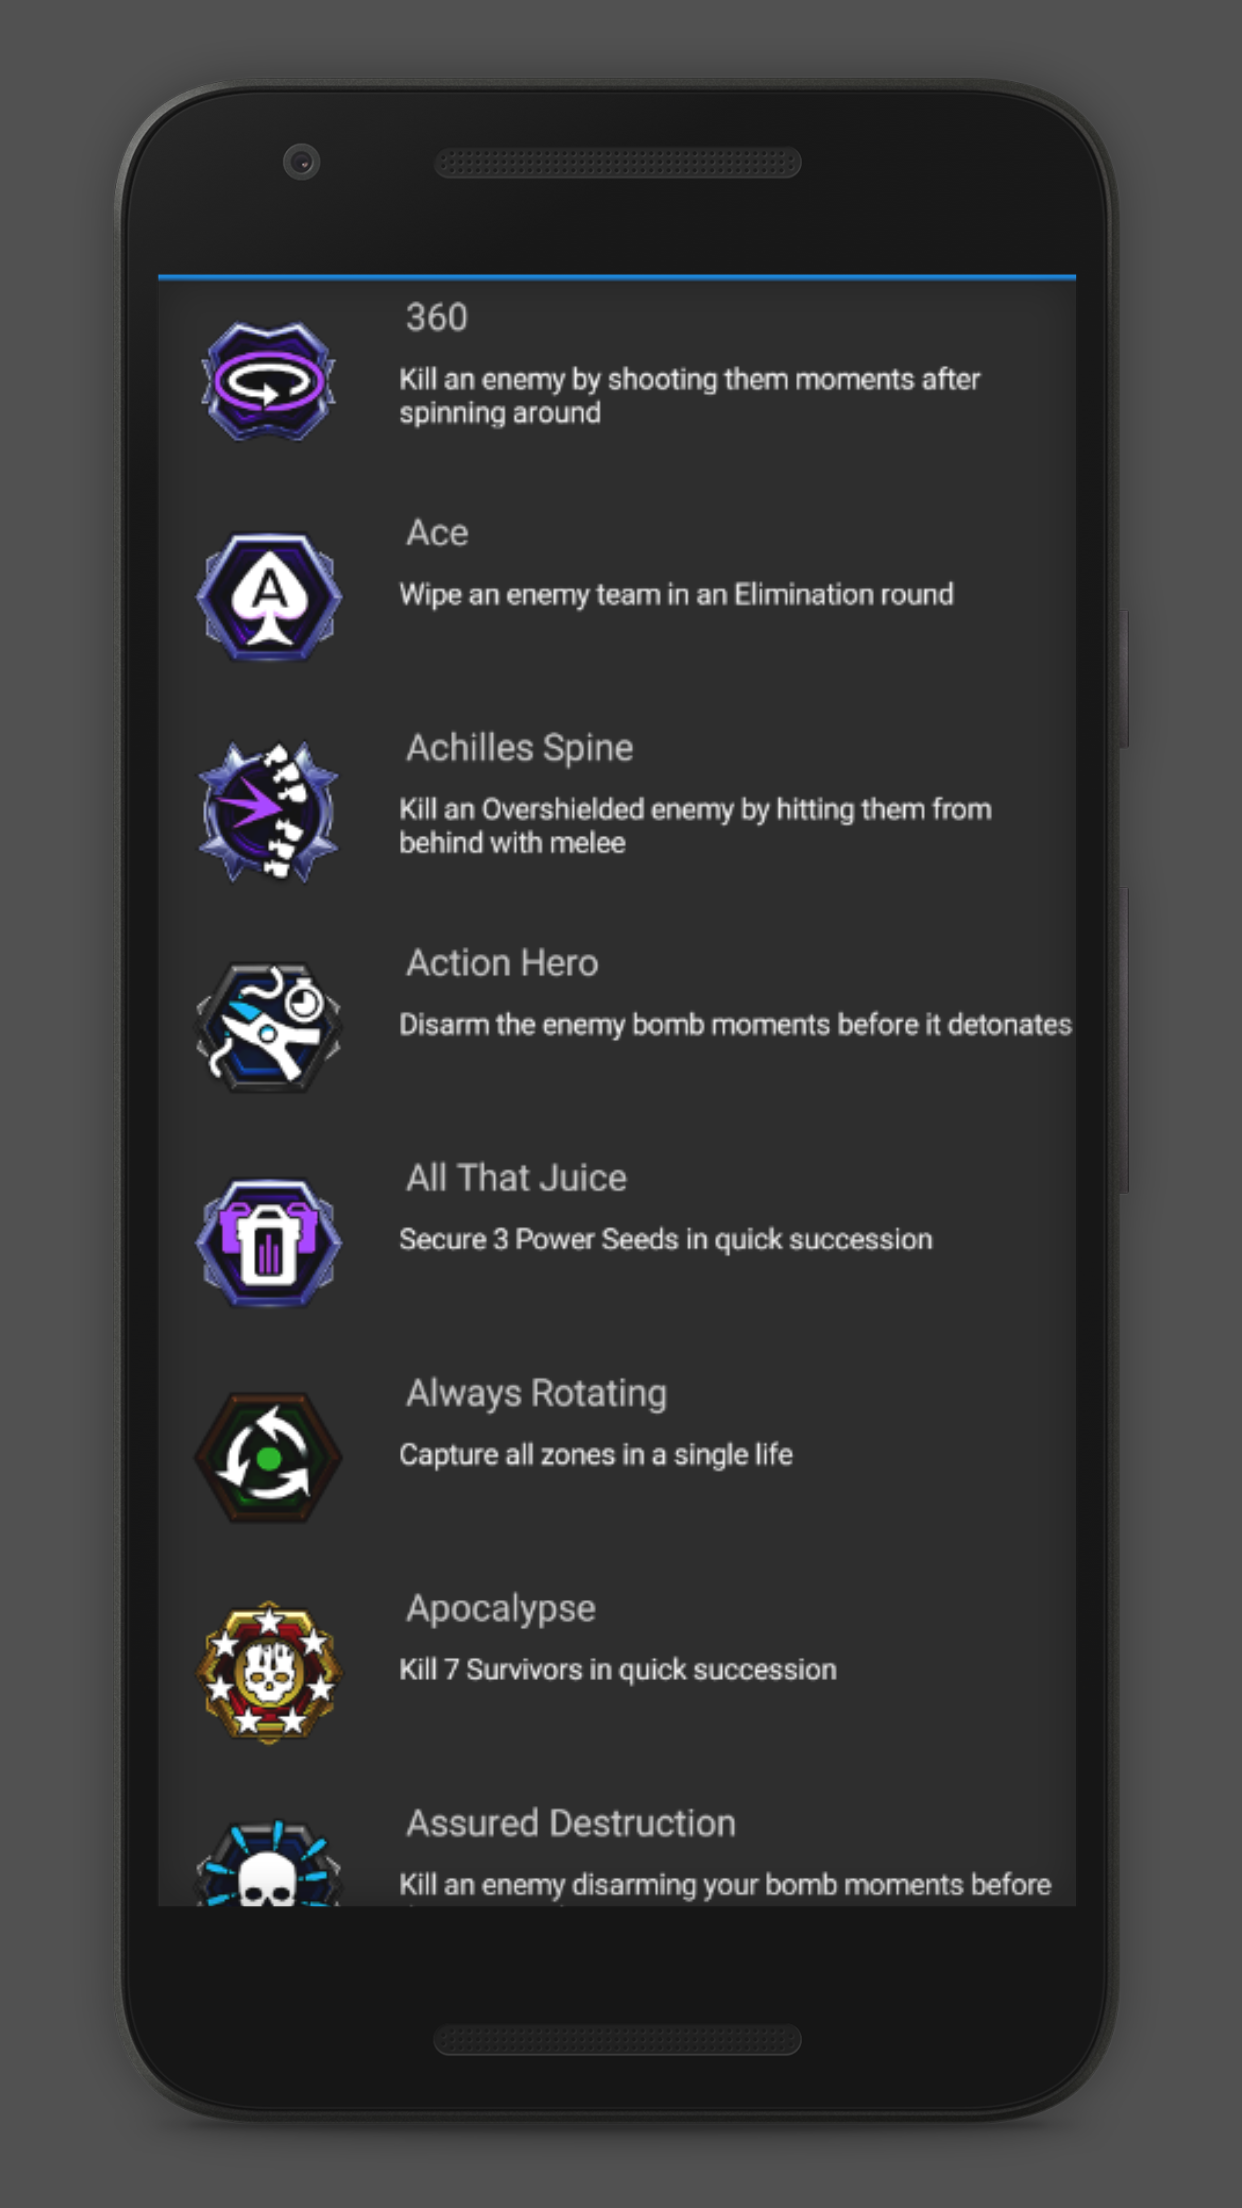 360
Kill an enemy by shooting them moments after
spinning around
Ace
A
Wipe an enemy team in an Elimination round
Achilles Spine
Kill an Overshielded enemy by hitting them from
behind with melee
Action Hero
Disarm the enemy bomb moments before it detonates
All That Juice
Secure 3 Power Seeds in quick succession
Always Rotating
Capture all zones in a single life
Apocalypse
Kill 7 Survivors in quick succession
Assured Destruction
Kill an enemy disarming your bomb moments before